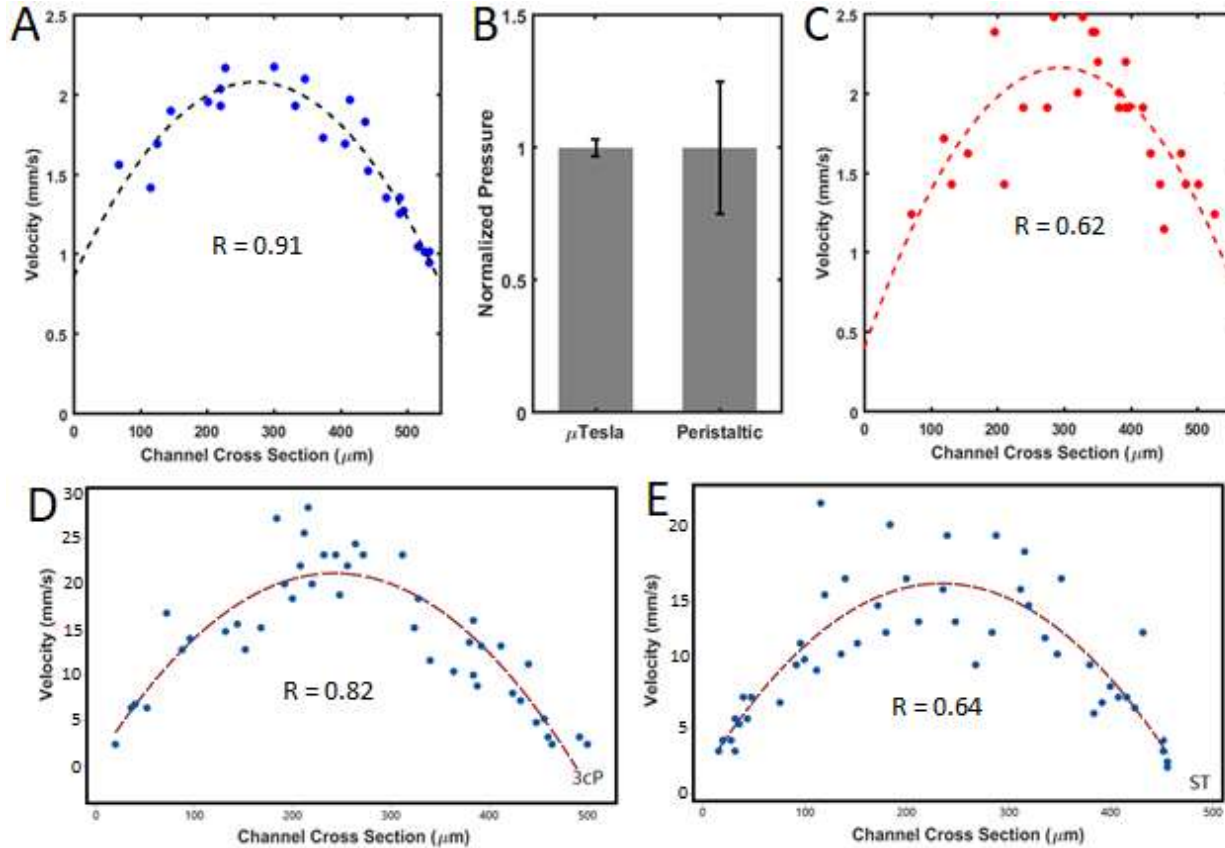 A
2.5
2
1.5
1
0.5
0
Velocity (mm/s)
R = 0.91
0 100 200 300 400 500
Channel Cross Section (μm)
B
1.5
1
0.5
0
Normalized Pressure
μTesla Peristaltic
C
2.5
2
1.5
1
0.5
0
Velocity (mm/s)
R = 0.62
0 100 200 300 400 500
Channel Cross Section (μm)
D
30
25
20
15
10
5
0
Velocity (mm/s)
R = 0.82
3cP
0 100 200 300 400 500
Channel Cross Section (μm)
E
20
15
10
5
0
Velocity (mm/s)
R = 0.64
ST
0 100 200 300 400 500
Channel Cross Section (μm)